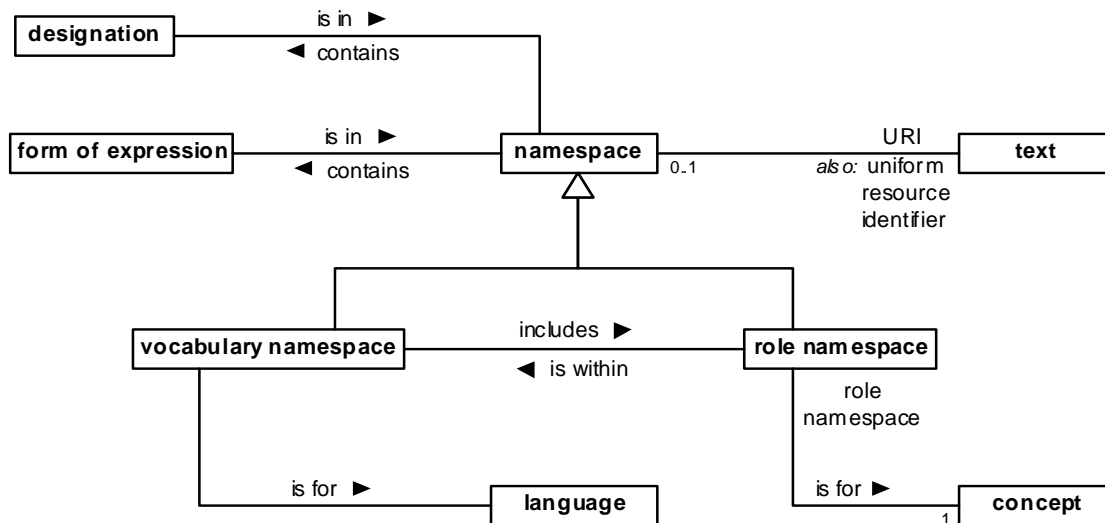 is in ►
designation
◄ contains
is in ►
URI
form of expression
namespace
text
0..1
also: uniform
◄ contains
resource
identifier
includes ►
vocabulary namespace
role namespace
◄ is within
role
namespace
is for ►
language
is for ►
concept
1